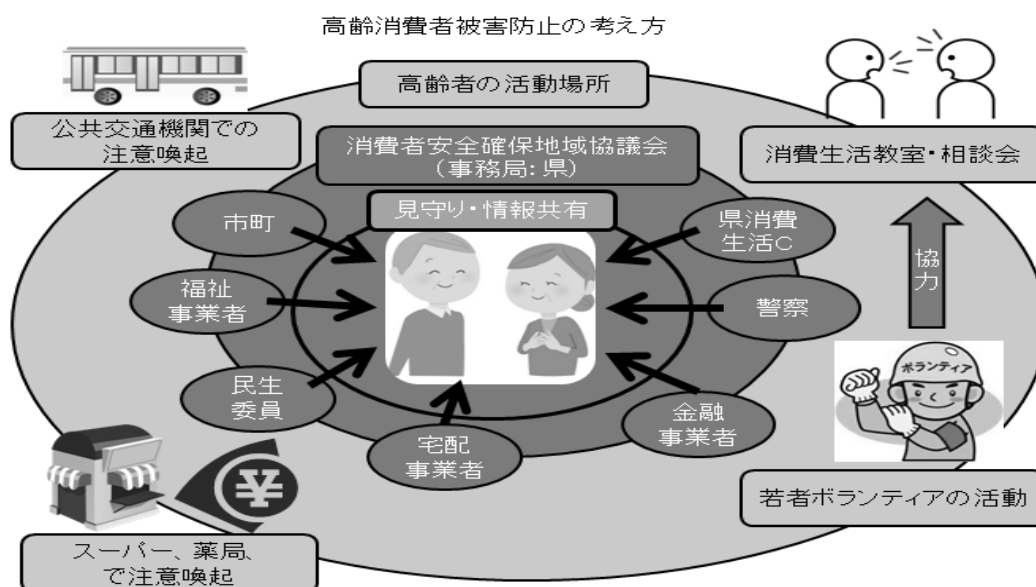 高齢消費者被害防止の考え方
高齢者の活動場所
公共交通機関での
注意喚起
消費者安全確保地域協議会
(事務局:県)
消費生活教室・相談会
見守り・情報共有
市町
県消費
生活C
福祉
事業者
警察
協力
民生
委員
宅配
事業者
金融
事業者
ボランティア
若者ボランティアの活動
スーパー、薬局、
で注意喚起
¥